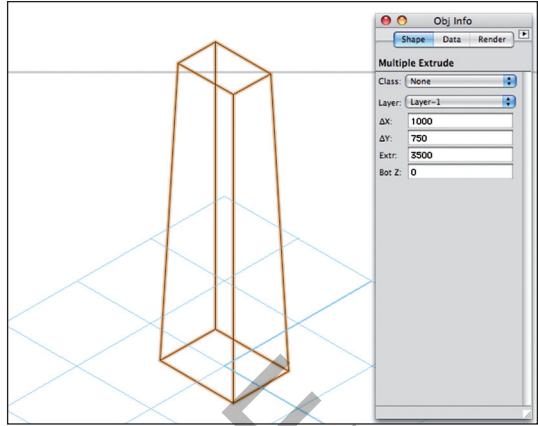 Obj Info
Shape Data Render
Multiple Extrude
Class: None
Layer: Layer-1
ΔX: 1000
ΔY: 750
Extr: 3500
Bot Z: 0